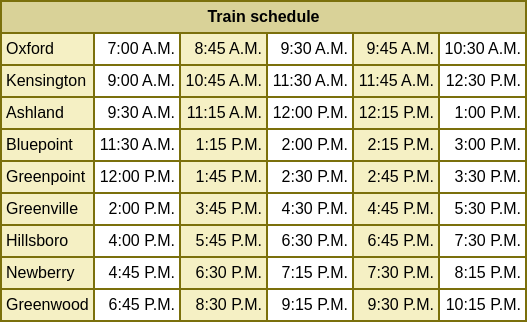 Train schedule
Oxford 7:00 A.M. 8:45 A.M. 9:30 A.M. 9:45 A.M. 10:30 A.M.
Kensington 9:00 A.M. 10:45 A.M. 11:30 A.M. 11:45 A.M. 12:30 P.M.
Ashland 9:30 A.M. 11:15 A.M. 12:00 P.M. 12:15 P.M. 1:00 P.M.
Bluepoint 11:30 A.M. 1:15 P.M. 2:00 P.M. 2:15 P.M. 3:00 P.M.
Greenpoint 12:00 P.M. 1:45 P.M. 2:30 P.M. 2:45 P.M. 3:30 P.M.
Greenville 2:00 P.M. 3:45 P.M. 4:30 P.M. 4:45 P.M. 5:30 P.M.
Hillsboro 4:00 P.M. 5:45 P.M. 6:30 P.M. 6:45 P.M. 7:30 P.M.
Newberry 4:45 P.M. 6:30 P.M. 7:15 P.M. 7:30 P.M. 8:15 P.M.
Greenwood 6:45 P.M. 8:30 P.M. 9:15 P.M. 9:30 P.M. 10:15 P.M.